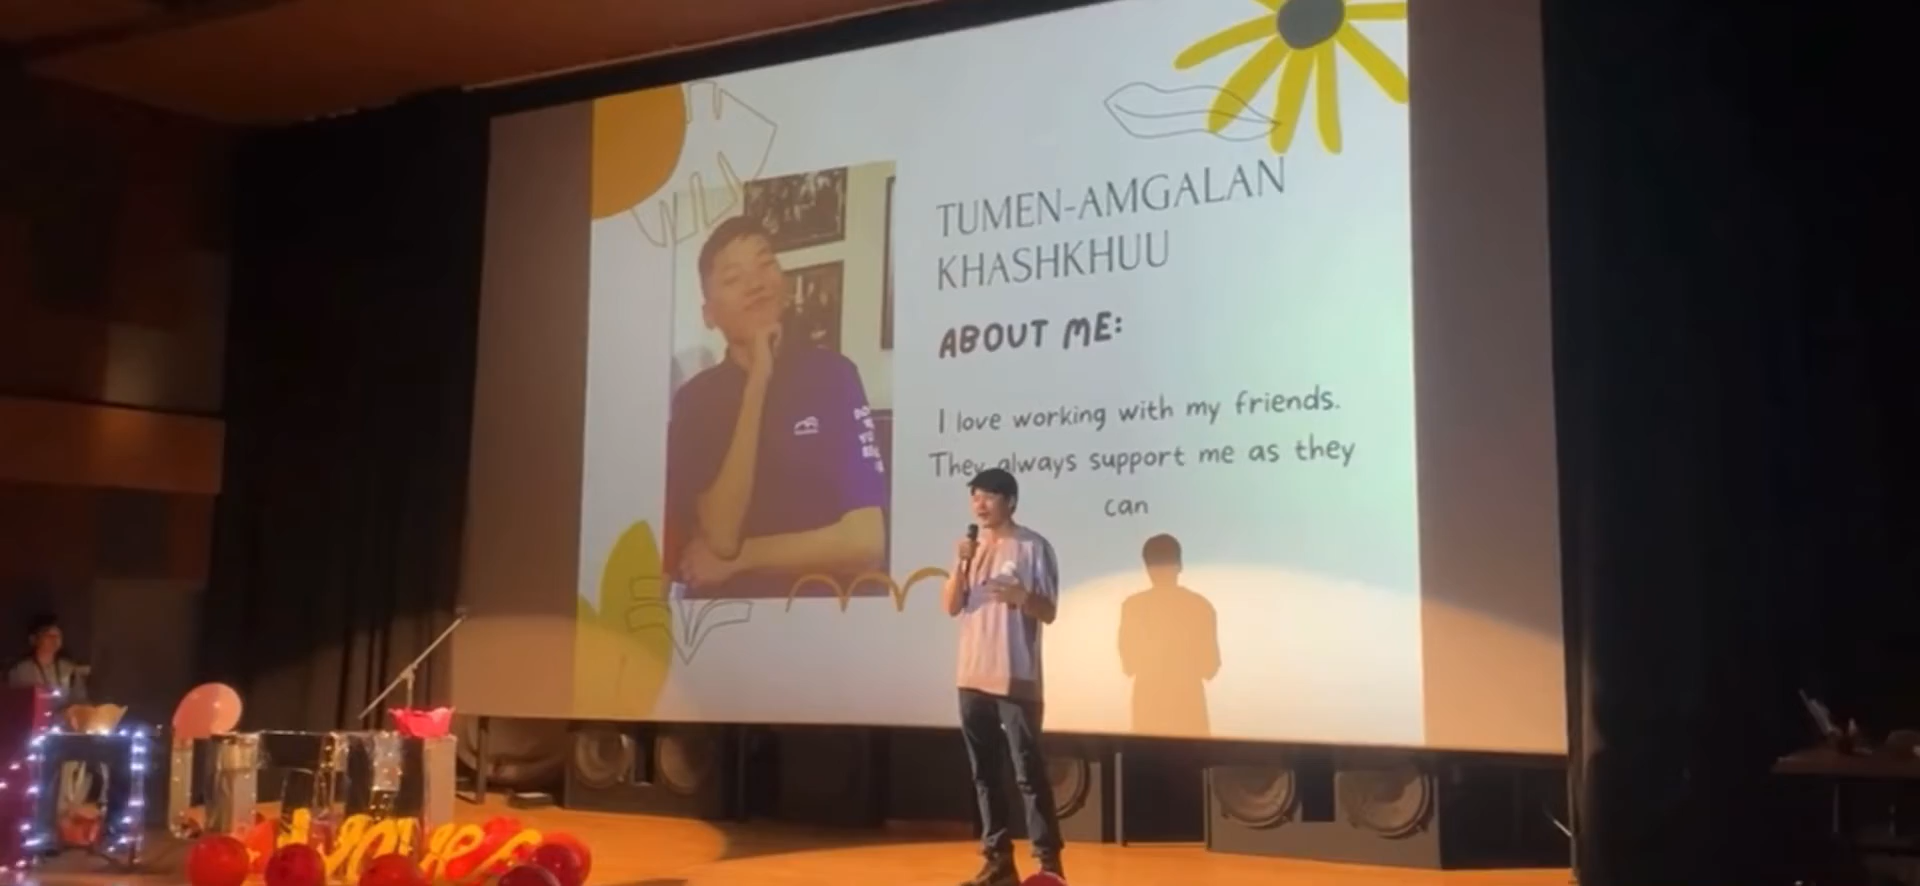 TUMEN-AMGALAN
KHASHKHUU
ABOUT ME:
I love working with my friends.
They always support me as they
can